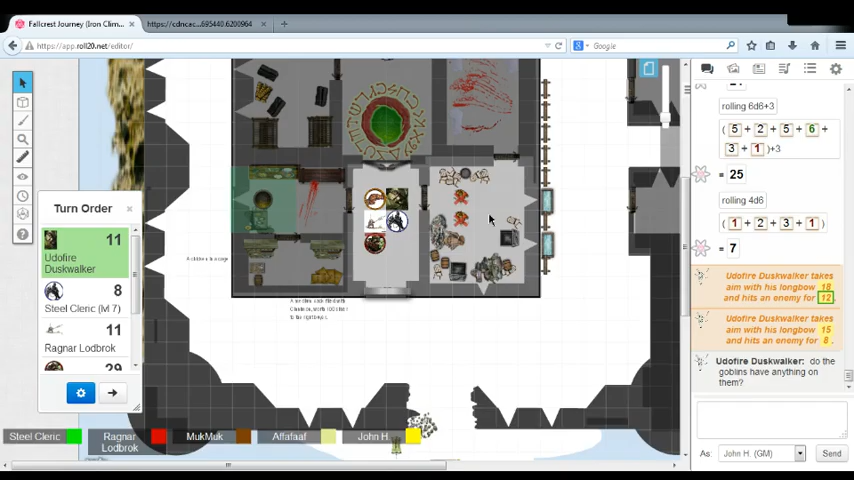 Fallcrest Journey (Iron Clim...
https://cdncac...695440.6200964
https://app.roll20.net/editor/
Google
rolling 6d6+3
( 5 + 2 + 5 + 6 +
3 + 1 )+3
= 25
rolling 4d6
( 1 + 2 + 3 + 1 )
= 7
Udofire Duskwalker takes
aim with his longbow 18
and hits an enemy for 12.
Udofire Duskwalker takes
aim with his longbow 15
and hits an enemy for 8.
Udofire Duskwalker: do the
goblins have anything on
them?
As: John H. (GM)
Send
Turn Order
Udofire
Duskwalker
11
Steel Cleric (M 7)
8
Ragnar Lodbrok
11
29
Steel Cleric
Ragnar
Lodbrok
MukMuk
Affafaaf
John H.